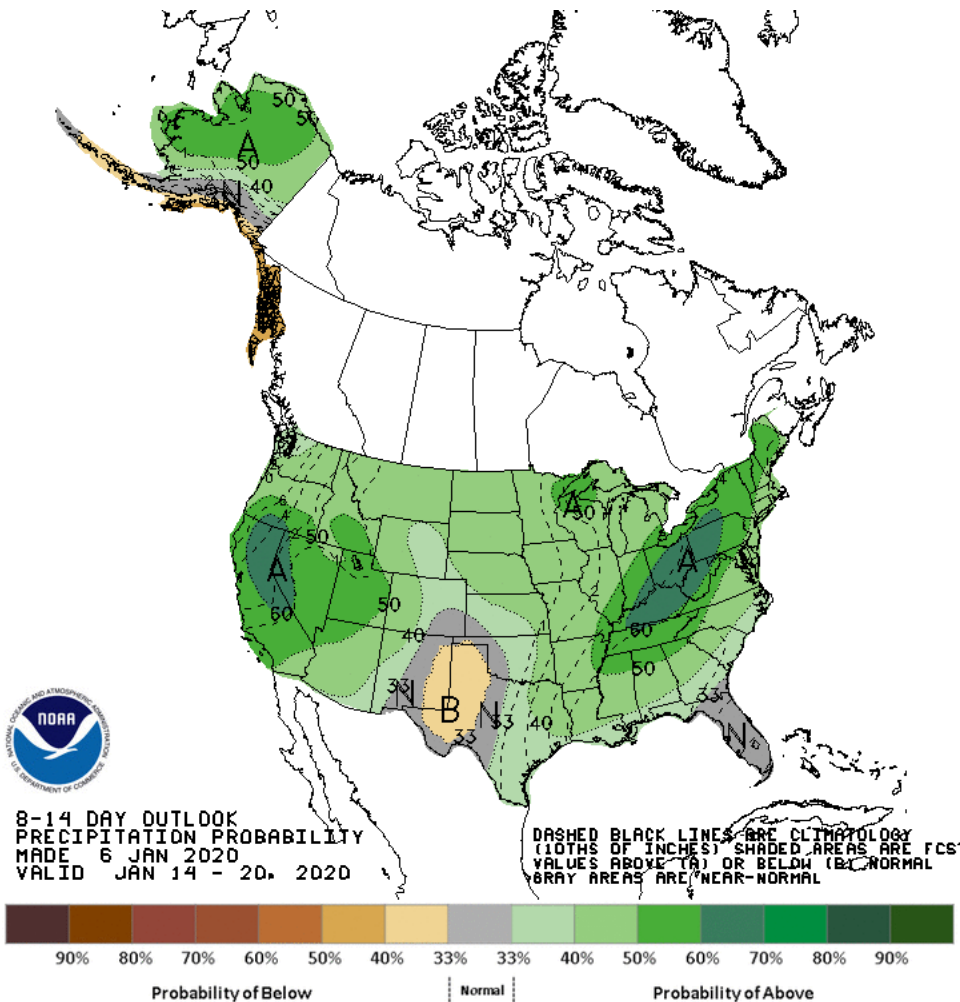 50
50
A
50
N
40
A
50
50
6
4
A
50
2
A
60
50
60
40
50
33
N
B
N
33
33
40
33
N
NATIONAL OCEANIC AND ATMOSPHERIC ADMINISTRATION
NOAA
U.S. DEPARTMENT OF COMMERCE
8-14 DAY OUTLOOK
PRECIPITATION PROBABILITY
MADE 6 JAN 2020
VALID JAN 14 - 20, 2020
DASHED BLACK LINES ARE CLIMATOLOGY
(10THS OF INCHES) SHADED AREAS ARE FCST
VALUES ABOVE (A) OR BELOW (B) NORMAL
GRAY AREAS ARE NEAR-NORMAL
90% 80% 70% 60% 50% 40% 33% 33% 40% 50% 60% 70% 80% 90%
Probability of Below Normal Probability of Above